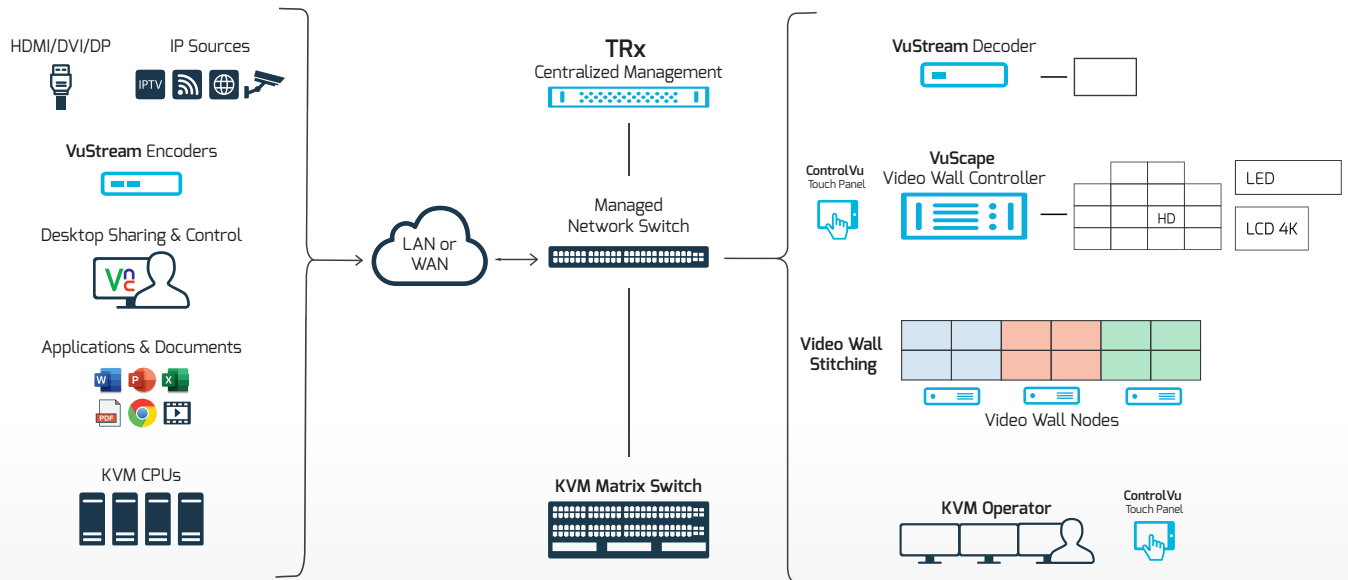 HDMI/DVI/DP
IP Sources
IPTV
VuStream Encoders
Desktop Sharing & Control
Vnc
Applications & Documents
W
P
X
PDF
KVM CPUs
LAN or
WAN
TRx
Centralized Management
Managed
Network Switch
KVM Matrix Switch
VuStream Decoder
ControlVu
Touch Panel
VuScape
Video Wall Controller
HD
LED
LCD 4K
Video Wall
Stitching
Video Wall Nodes
KVM Operator
ControlVu
Touch Panel